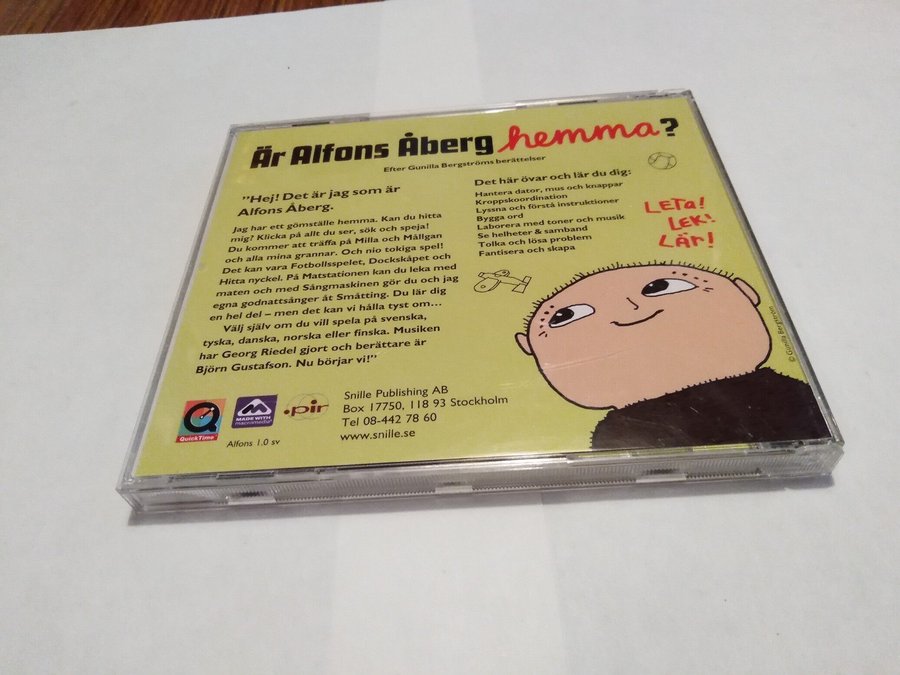 Är Alfons Åberg hemma?
Efter Gunilla Bergströms berättelser
"Hej! Det är jag som är
Alfons Åberg.
Jag har ett gömställe hemma. Kan du hitta
mig? Klicka på allt du ser, sök och speja!
Du kommer att träffa på Milla och Mållgan
och alla mina grannar. Och nio tokiga spel!
Det kan vara Fotbollsspelet, Dockskåpet och
Hitta nyckel. På Matstationen kan du leka med
maten och med Sångmaskinen gör du och jag
egna godnattsånger åt Småtting. Du lär dig
en hel del – men det kan vi hålla tyst om...
Välj själv om du vill spela på svenska,
tyska, danska, norska eller finska. Musiken
har Georg Riedel gjort och berättare är
Björn Gustafson. Nu börjar vi!"
Det här övar och lär du dig:
Hantera dator, mus och knappar
Kroppskoordination
Lyssna och förstå instruktioner
Bygga ord
Laborera med toner och musik
Se helheter & samband
Tolka och lösa problem
Fantisera och skapa
LETA!
LEK!
LÄR!
© Gunilla Bergström
QuickTime
MADE WITH
macromedia
.pir
Alfons 1.0 sv
Snille Publishing AB
Box 17750, 118 93 Stockholm
Tel 08-442 78 60
www.snille.se